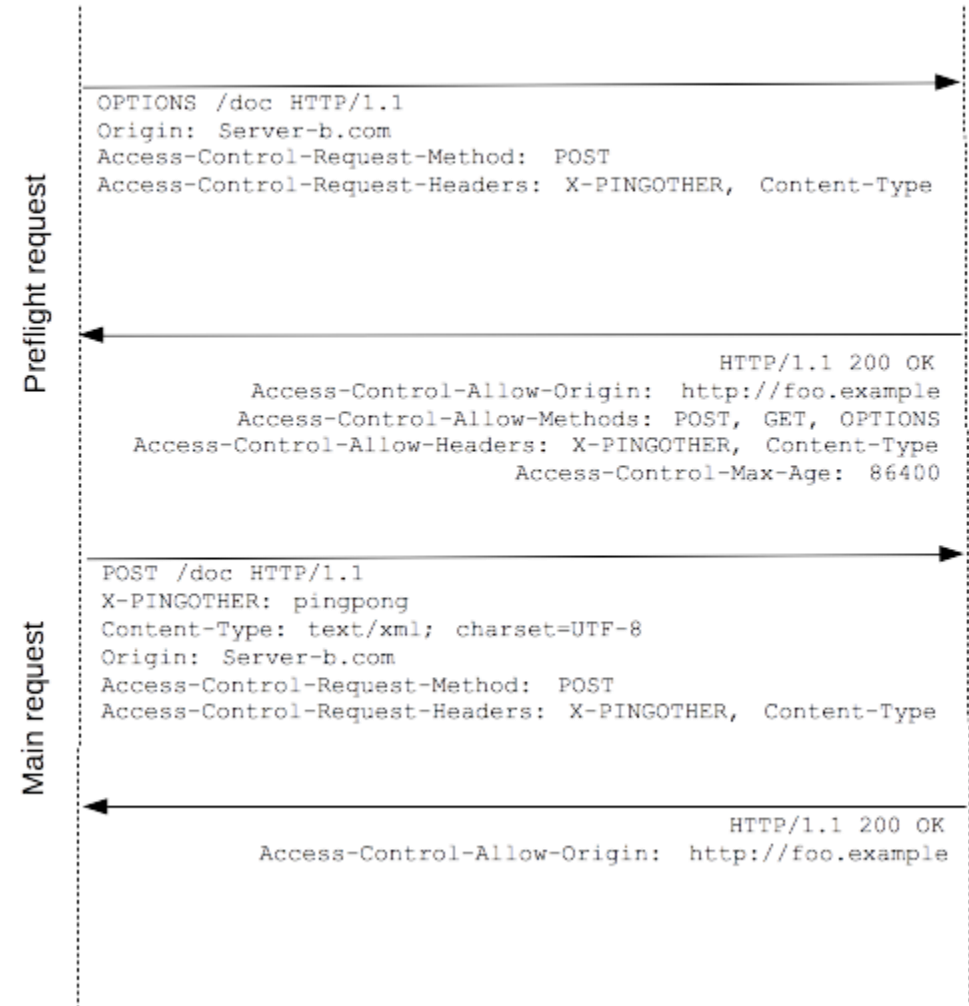 Preflight request
OPTIONS /doc HTTP/1.1
Origin: Server-b.com
Access-Control-Request-Method: POST
Access-Control-Request-Headers: X-PINGOTHER, Content-Type
HTTP/1.1 200 OK
Access-Control-Allow-Origin: http://foo.example
Access-Control-Allow-Methods: POST, GET, OPTIONS
Access-Control-Allow-Headers: X-PINGOTHER, Content-Type
Access-Control-Max-Age: 86400
Main request
POST /doc HTTP/1.1
X-PINGOTHER: pingpong
Content-Type: text/xml; charset=UTF-8
Origin: Server-b.com
Access-Control-Request-Method: POST
Access-Control-Request-Headers: X-PINGOTHER, Content-Type
HTTP/1.1 200 OK
Access-Control-Allow-Origin: http://foo.example